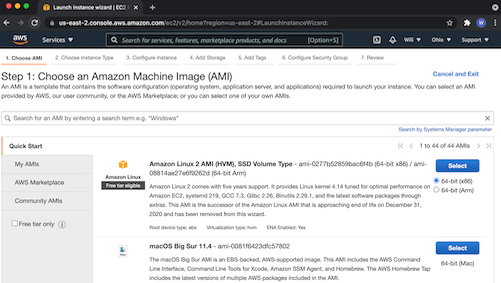 Launch instance wizard | EC2
us-east-2.console.aws.amazon.com/ec2/v2/home?region=us-east-2#LaunchInstanceWizard:
aws
Services
Search for services, features, marketplace products, and docs
[Option+S]
Will
Ohio
Support
1. Choose AMI
2. Choose Instance Type
3. Configure Instance
4. Add Storage
5. Add Tags
6. Configure Security Group
7. Review
Step 1: Choose an Amazon Machine Image (AMI)
Cancel and Exit
An AMI is a template that contains the software configuration (operating system, application server, and applications) required to launch your instance. You can select an AMI
provided by AWS, our user community, or the AWS Marketplace; or you can select one of your own AMIs.
Search for an AMI by entering a search term e.g. "Windows"
Search by Systems Manager parameter
Quick Start
1 to 44 of 44 AMIs
My AMIs
AWS Marketplace
Community AMIs
Free tier only
Amazon Linux
Free tier eligible
Amazon Linux 2 AMI (HVM), SSD Volume Type - ami-0277b52859bac6f4b (64-bit x86) / ami-
08814ae27e6f9262d (64-bit Arm)
Amazon Linux 2 comes with five years support. It provides Linux kernel 4.14 tuned for optimal performance on
Amazon EC2, systemd 219, GCC 7.3, Glibc 2.26, Binutils 2.29.1, and the latest software packages through
extras. This AMI is the successor of the Amazon Linux AMI that is approaching end of life on December 31,
2020 and has been removed from this wizard.
Root device type: ebs
Virtualization type: hvm
ENA Enabled: Yes
Select
64-bit (x86)
64-bit (Arm)
macOS Big Sur 11.4 - ami-0081f6423dfc57802
The macOS Big Sur AMI is an EBS-backed, AWS-supported image. This AMI includes the AWS Command
Line Interface, Command Line Tools for Xcode, Amazon SSM Agent, and Homebrew. The AWS Homebrew Tap
includes the latest versions of multiple AWS packages included in the AMI.
Select
64-bit (Mac)